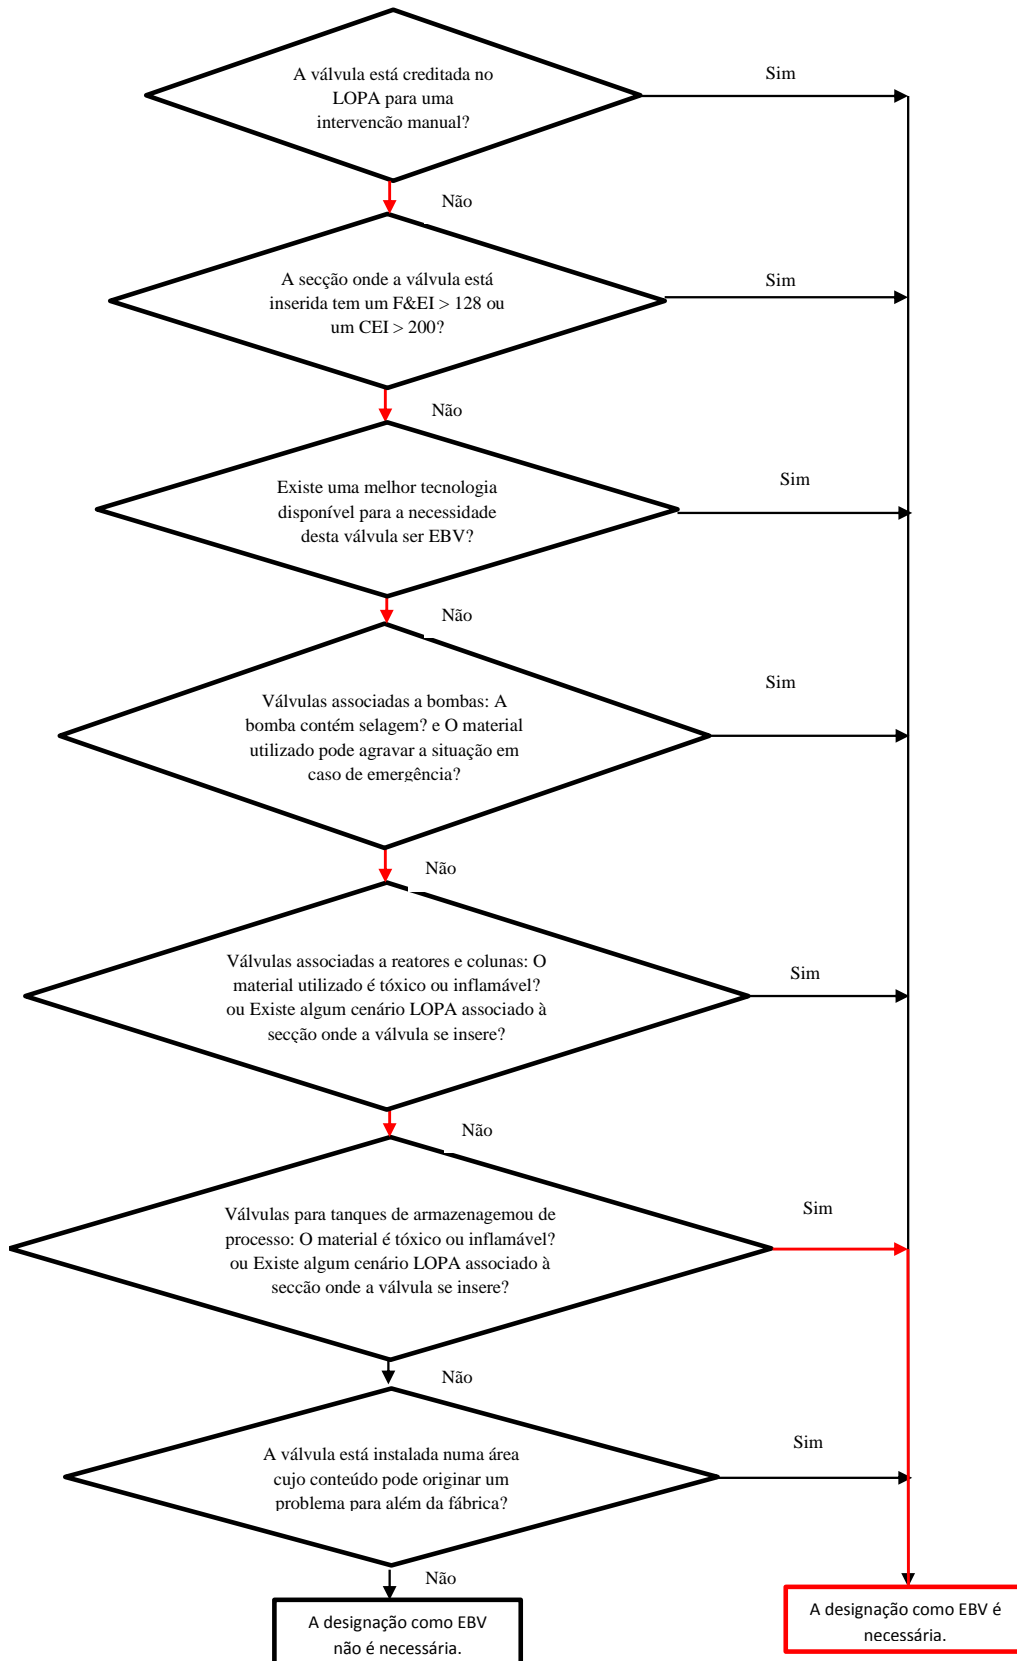 A válvula está creditada no
LOPA para uma
intervencão manual?
Sim
Não
A secção onde a válvula está
inserida tem um F&EI > 128 ou
um CEI > 200?
Sim
Não
Existe uma melhor tecnologia
disponível para a necessidade
desta válvula ser EBV?
Sim
Não
Válvulas associadas a bombas: A
bomba contém selagem? e O material
utilizado pode agravar a situação em
caso de emergência?
Sim
Não
Válvulas associadas a reatores e colunas: O
material utilizado é tóxico ou inflamável?
ou Existe algum cenário LOPA associado à
secção onde a válvula se insere?
Sim
Não
Válvulas para tanques de armazenagemou de
processo: O material é tóxico ou inflamável?
ou Existe algum cenário LOPA associado à
secção onde a válvula se insere?
Sim
Não
A válvula está instalada numa área
cujo conteúdo pode originar um
problema para além da fábrica?
Sim
Não
A designação como EBV
não é necessária.
A designação como EBV é
necessária.